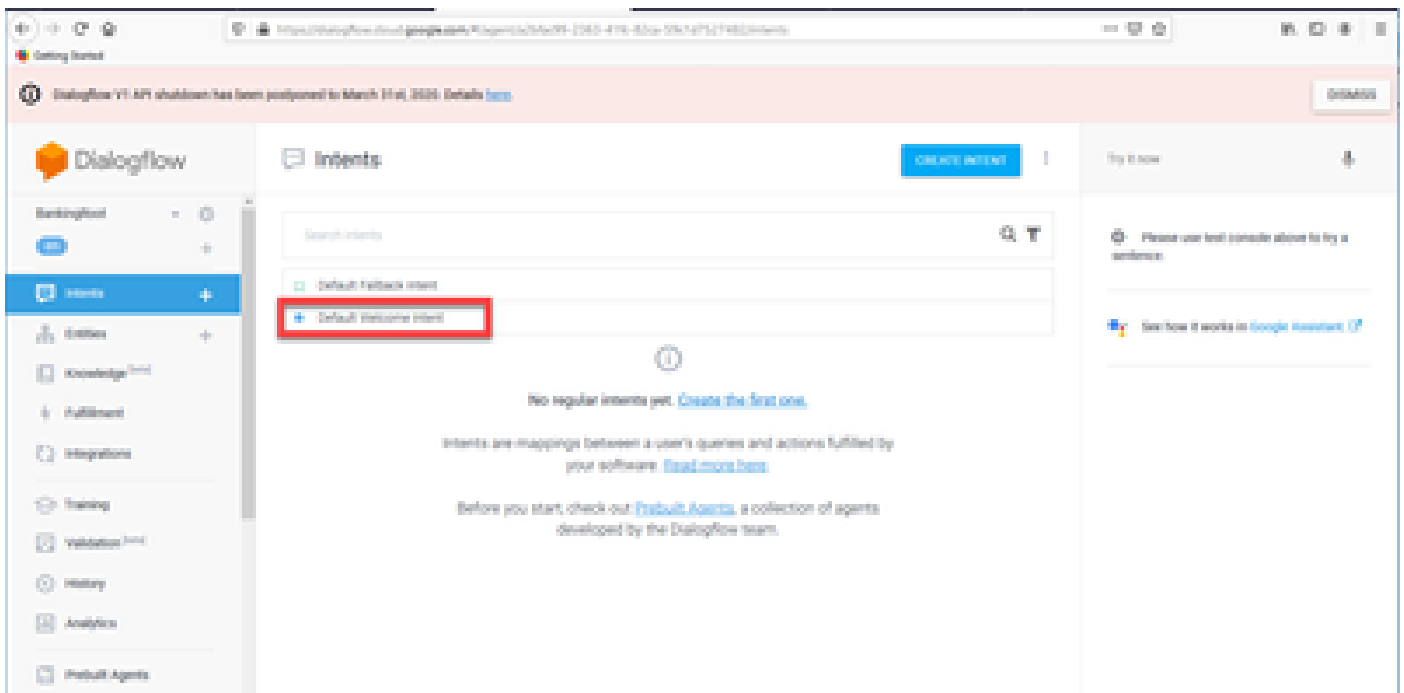 Getting Started
Dialogflow V1 API shutdown has been postponed to March 31st, 2020. Details here.
DISMISS
Dialogflow
Intents
CREATE INTENT
Try it now
Search intents
Please use test console above to try a
sentence.
Intents
Default Fallback Intent
Default Welcome Intent
Entities
See how it works in Google Assistant.
Knowledge [beta]
No regular intents yet. Create the first one.
Fulfillment
Intents are mappings between a user's queries and actions fulfilled by
your software. Read more here.
Integrations
Training
Before you start, check out Prebuilt Agents, a collection of agents
developed by the Dialogflow team.
Validation [beta]
History
Analytics
Prebuilt Agents